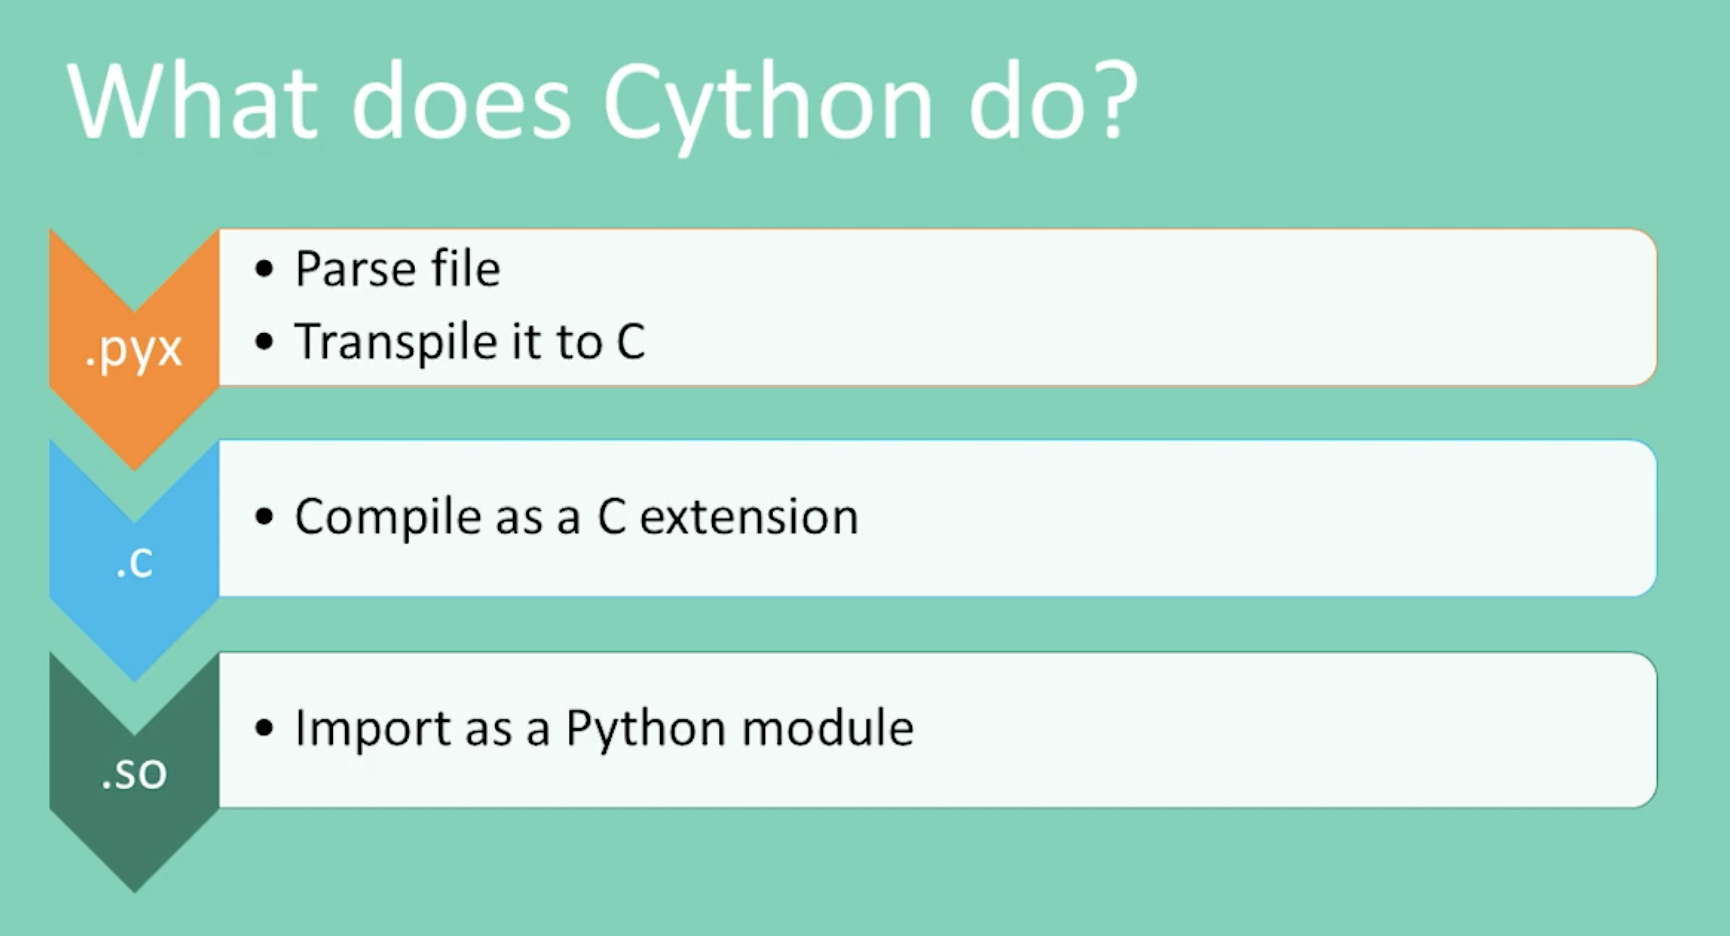 What does Cython do?
.pyx
• Parse file
• Transpile it to C
.c
• Compile as a C extension
.so
• Import as a Python module